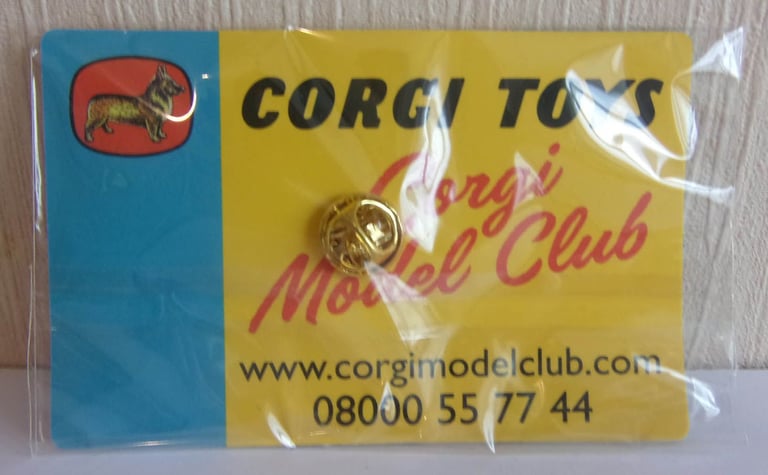 CORGI TOYS
Corgi
Model Club
www.corgimodelclub.com
08000 55 77 44